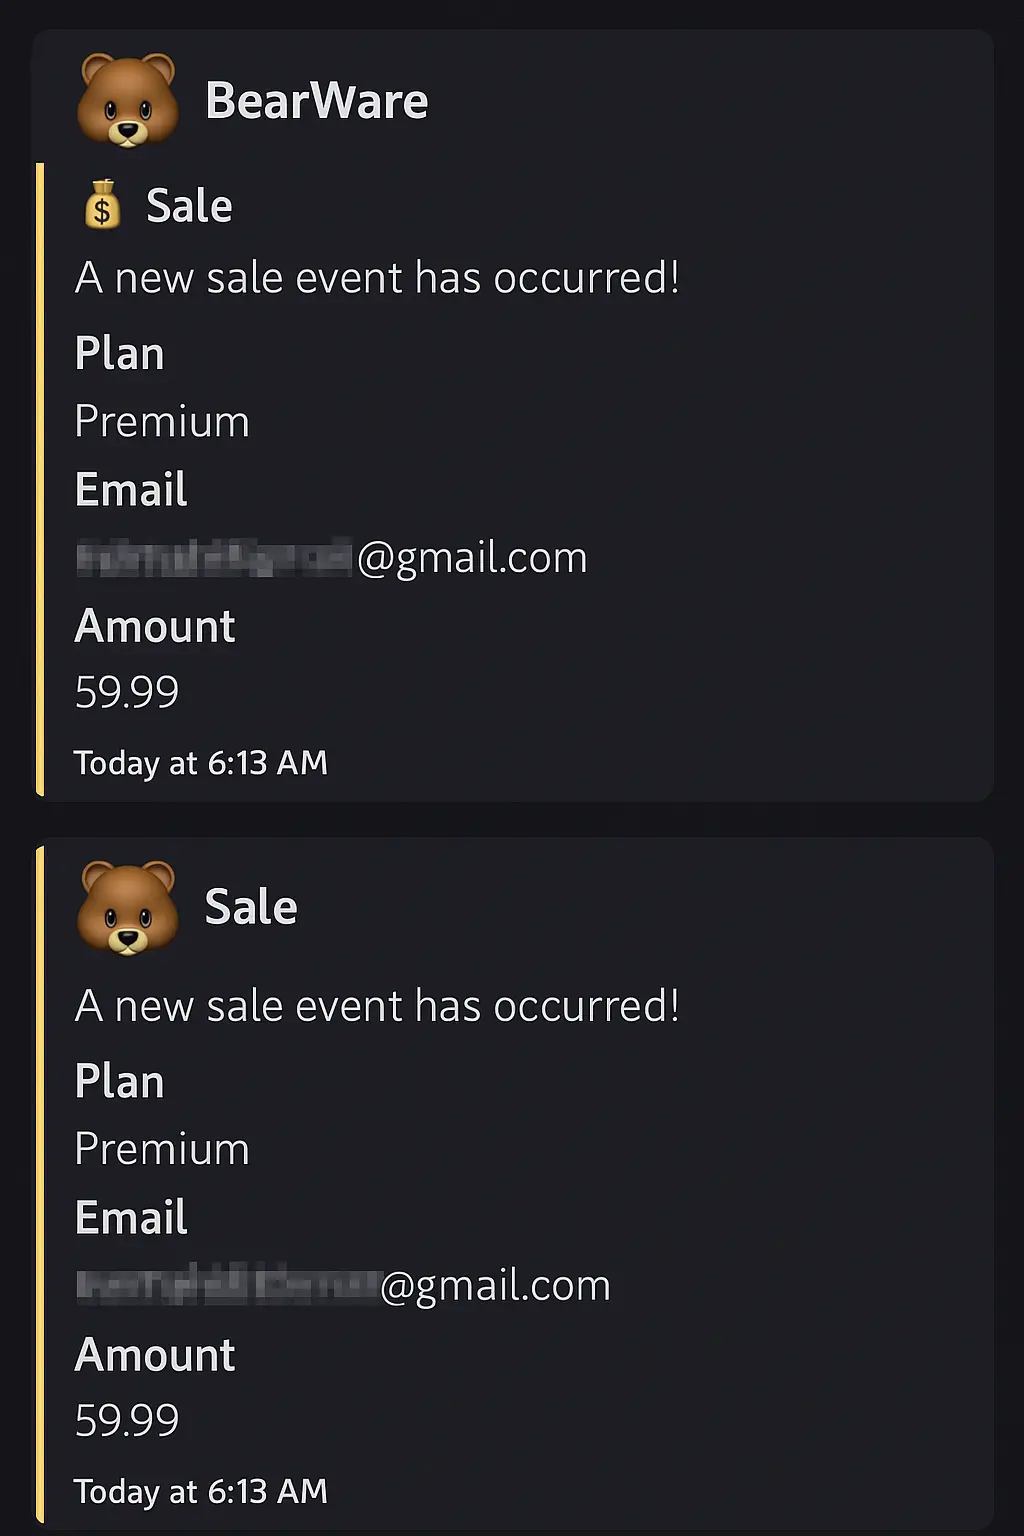 BearWare
Sale
A new sale event has occurred!
Plan
Premium
Email
@gmail.com
Amount
59.99
Today at 6:13 AM
Sale
A new sale event has occurred!
Plan
Premium
Email
@gmail.com
Amount
59.99
Today at 6:13 AM